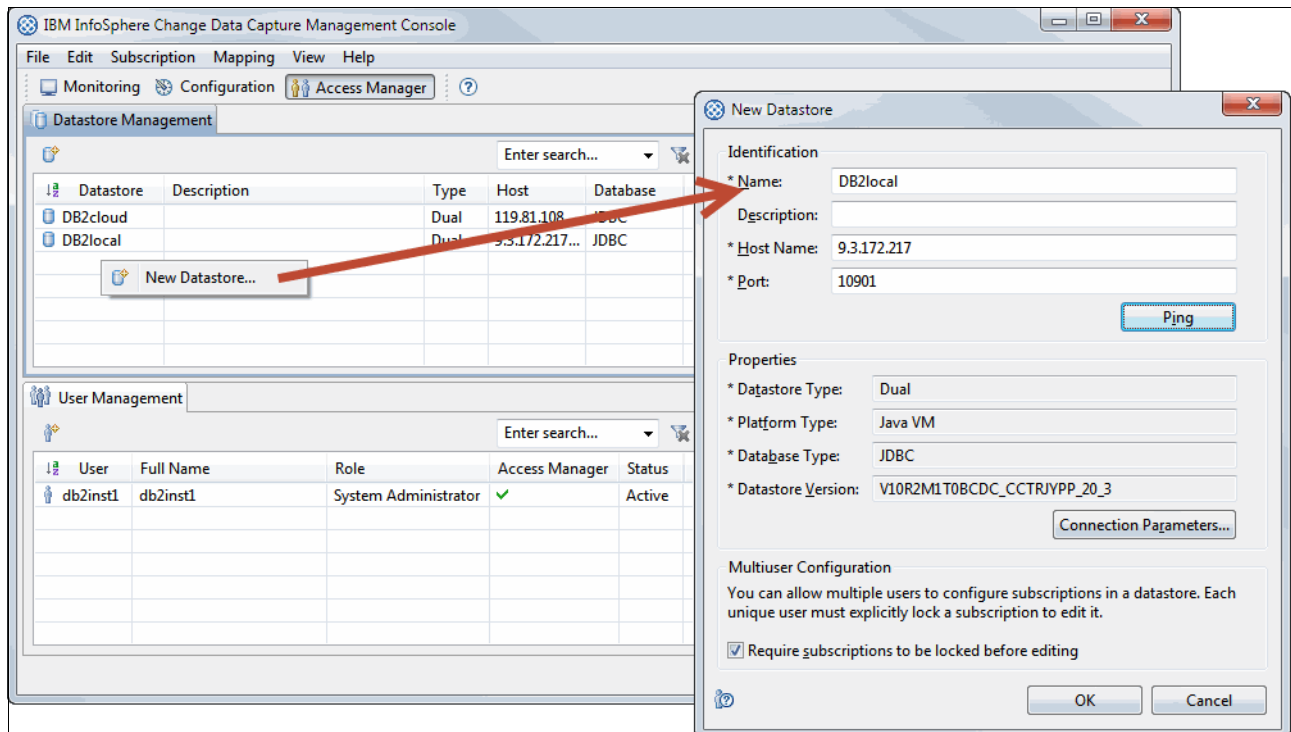 IBM InfoSphere Change Data Capture Management Console
File Edit Subscription Mapping View Help
Monitoring Configuration Access Manager
Datastore Management
Enter search...
Datastore Description Type Host Database
DB2cloud Dual 119.81.108... JDBC
DB2local Dual 9.3.172.217... JDBC
New Datastore...
User Management
Enter search...
User Full Name Role Access Manager Status
db2inst1 db2inst1 System Administrator Active
New Datastore
Identification
* Name: DB2local
Description:
* Host Name: 9.3.172.217
* Port: 10901
Ping
Properties
* Datastore Type: Dual
* Platform Type: Java VM
* Database Type: JDBC
* Datastore Version: V10R2M1T0BCDC_CCTRJYPP_20_3
Connection Parameters...
Multiuser Configuration
You can allow multiple users to configure subscriptions in a datastore. Each
unique user must explicitly lock a subscription to edit it.
Require subscriptions to be locked before editing
OK Cancel